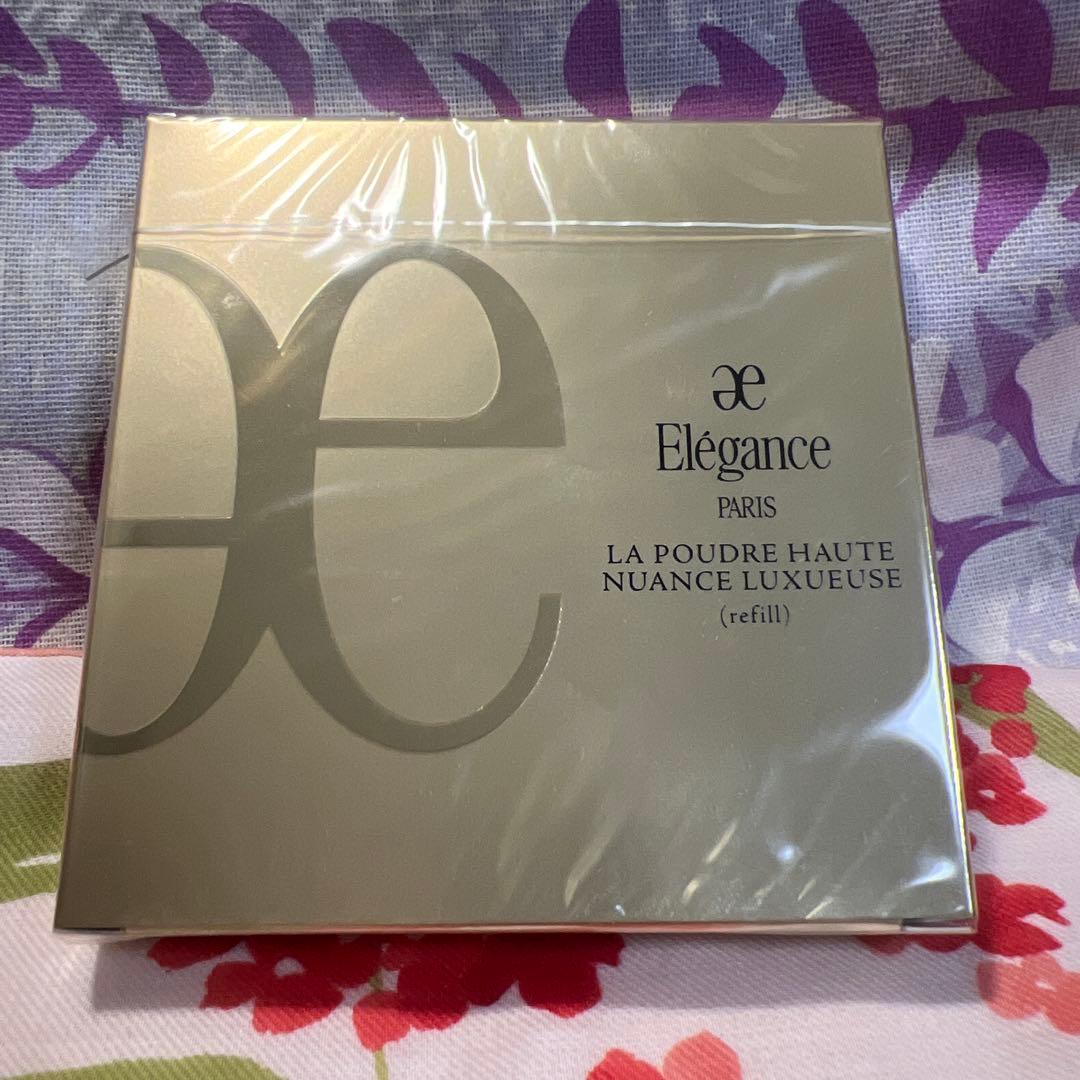 æ
Elégance
PARIS
LA POUDRE HAUTE
NUANCE LUXUEUSE
(refill)